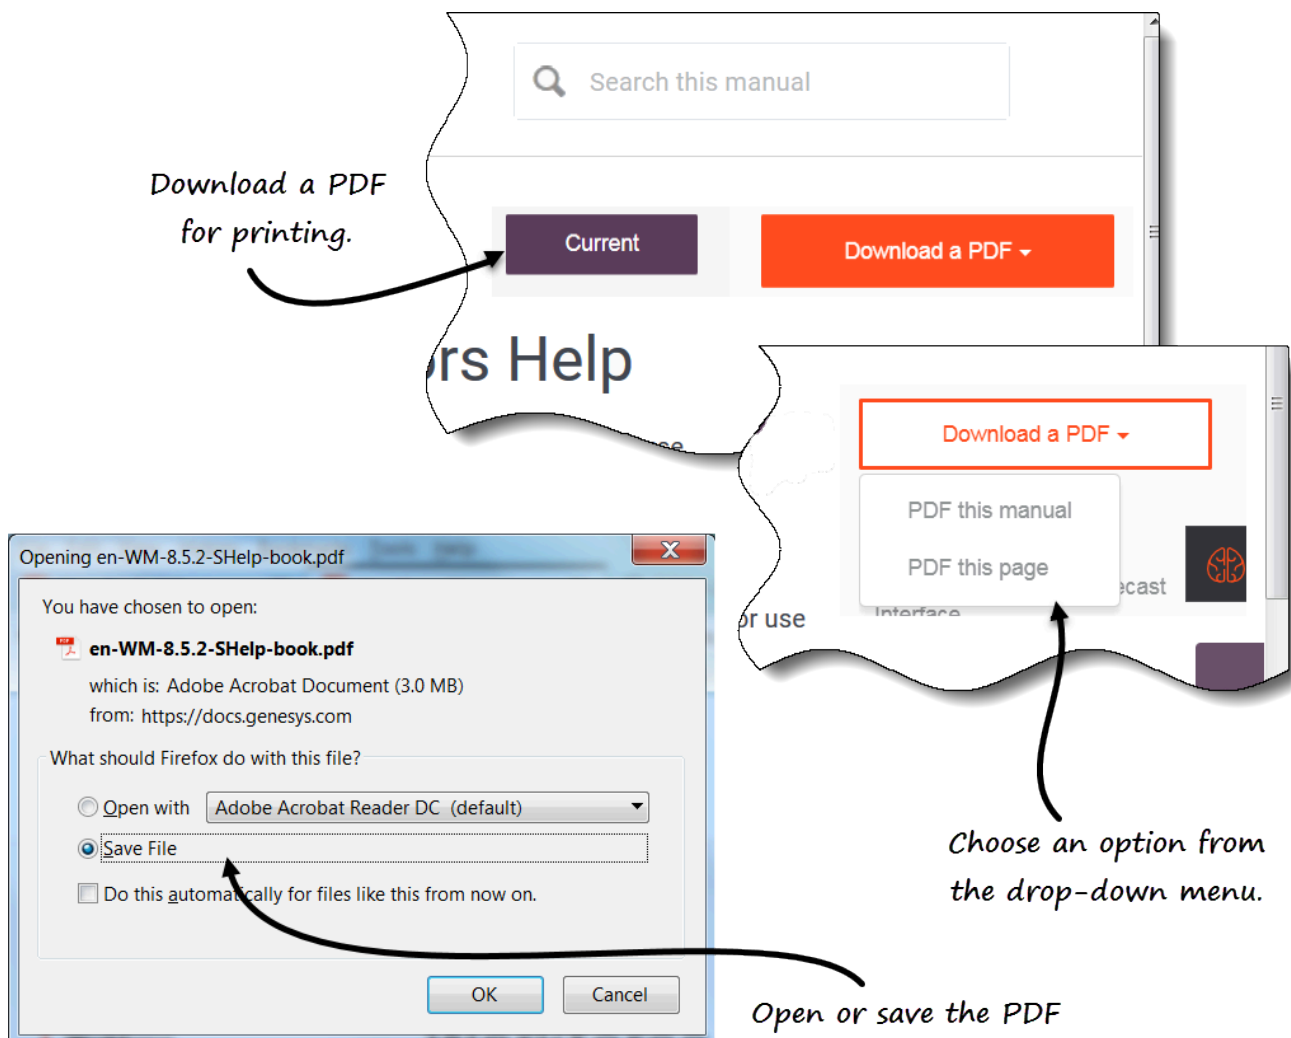 Search this manual
Download a PDF
for printing.
Current
Download a PDF
rs Help
Download a PDF
PDF this manual
PDF this page
ecast
Interface
or use
Opening en-WM-8.5.2-SHelp-book.pdf
You have chosen to open:
en-WM-8.5.2-SHelp-book.pdf
which is: Adobe Acrobat Document (3.0 MB)
from: https://docs.genesys.com
What should Firefox do with this file?
Open with Adobe Acrobat Reader DC (default)
Save File
Do this automatically for files like this from now on.
OK Cancel
Choose an option from
the drop-down menu.
Open or save the PDF